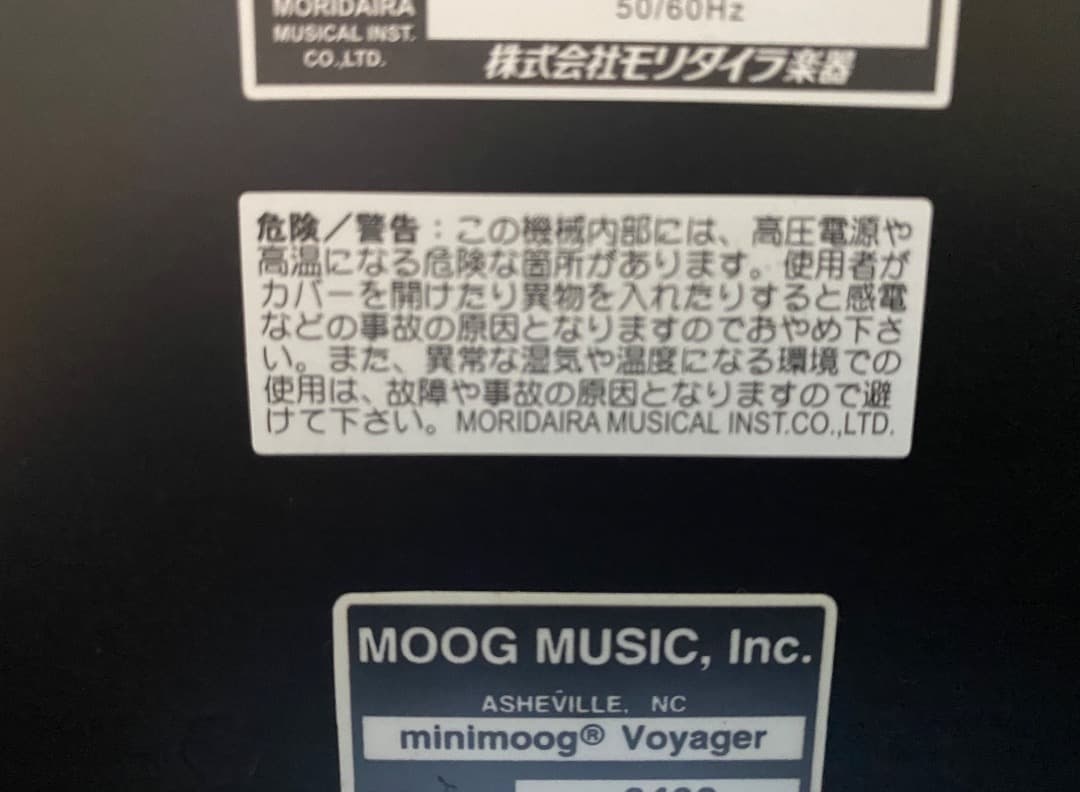 MORIDAIRA
MUSICAL INST.
CO.,LTD.
50/60Hz
株式会社モリダイラ楽器
危険／警告：この機械内部には、高圧電源や
高温になる危険な箇所があります。使用者が
カバーを開けたり異物を入れたりすると感電
などの事故の原因となりますのでおやめ下さ
い。また、異常な湿気や温度になる環境での
使用は、故障や事故の原因となりますので避
けて下さい。MORIDAIRA MUSICAL INST.CO.,LTD.
MOOG MUSIC, Inc.
ASHEVILLE, NC
minimoog® Voyager